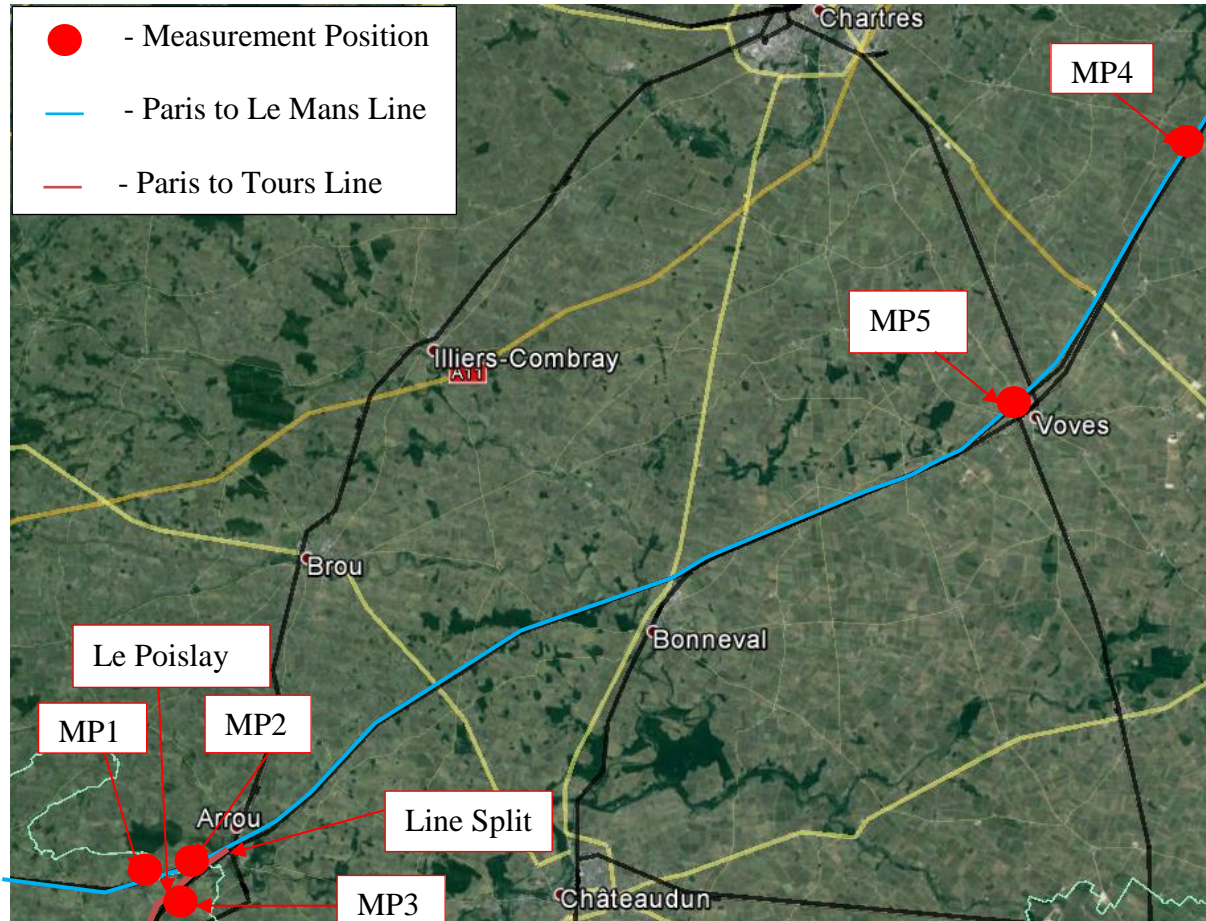 - Measurement Position
- Paris to Le Mans Line
- Paris to Tours Line
Chartres
MP4
MP5
Illiers-Combray
A11
Voves
Brou
Bonneval
Le Poislay
MP2
MP1
Arrou
Line Split
Châteaudun
MP3